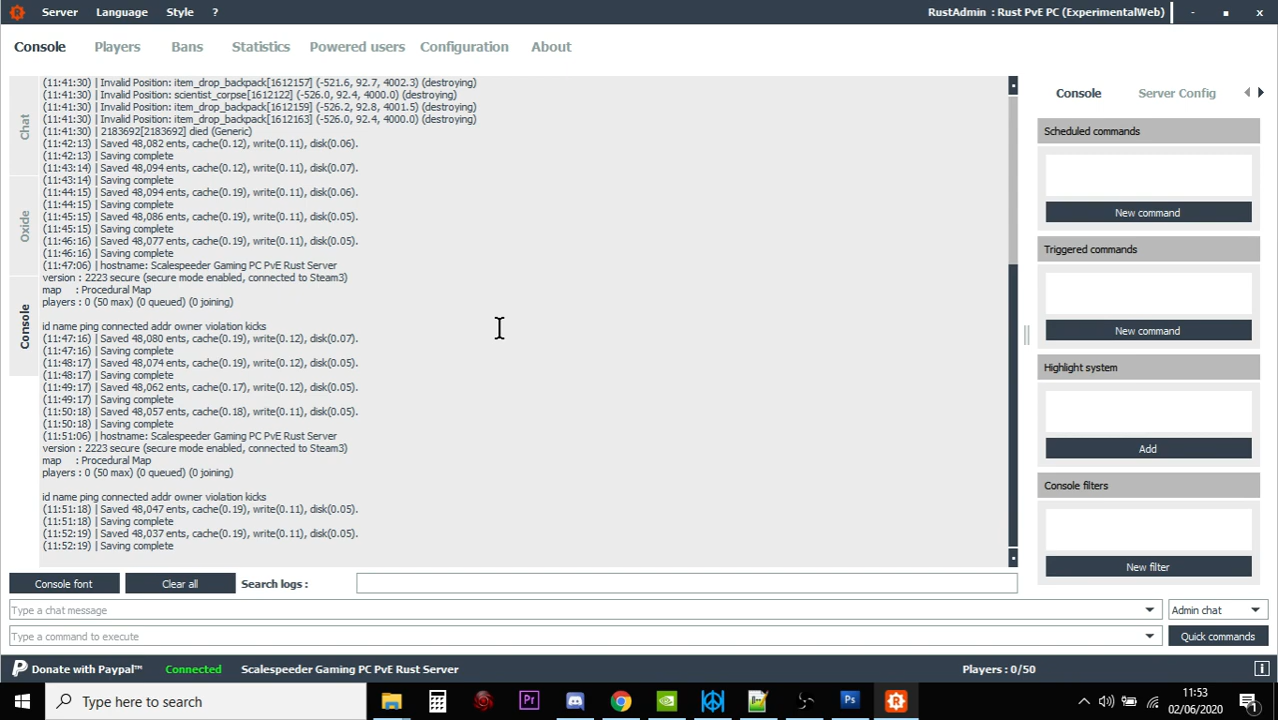 Server Language Style ? RustAdmin : Rust PvE PC (ExperimentalWeb)
Console Players Bans Statistics Powered users Configuration About
Chat
Oxide
Console
(11:41:30) | Invalid Position: item_drop_backpack[1612157] (-521.6, 92.7, 4002.3) (destroying)
(11:41:30) | Invalid Position: scientist_corpse[1612122] (-526.0, 92.4, 4000.0) (destroying)
(11:41:30) | Invalid Position: item_drop_backpack[1612159] (-526.2, 92.8, 4001.5) (destroying)
(11:41:30) | Invalid Position: item_drop_backpack[1612163] (-526.0, 92.4, 4000.0) (destroying)
(11:41:30) | 2183692[2183692] died (Generic)
(11:42:13) | Saved 48,082 ents, cache(0.12), write(0.11), disk(0.06).
(11:42:13) | Saving complete
(11:43:14) | Saved 48,094 ents, cache(0.12), write(0.11), disk(0.07).
(11:43:14) | Saving complete
(11:44:15) | Saved 48,094 ents, cache(0.19), write(0.11), disk(0.06).
(11:44:15) | Saving complete
(11:45:15) | Saved 48,086 ents, cache(0.19), write(0.11), disk(0.05).
(11:45:15) | Saving complete
(11:46:16) | Saved 48,077 ents, cache(0.19), write(0.11), disk(0.05).
(11:46:16) | Saving complete
(11:47:06) | hostname: Scalespeeder Gaming PC PvE Rust Server
version : 2223 secure (secure mode enabled, connected to Steam3)
map : Procedural Map
players : 0 (50 max) (0 queued) (0 joining)
id name ping connected addr owner violation kicks
(11:47:16) | Saved 48,080 ents, cache(0.19), write(0.12), disk(0.07).
(11:47:16) | Saving complete
(11:48:17) | Saved 48,074 ents, cache(0.19), write(0.12), disk(0.05).
(11:48:17) | Saving complete
(11:49:17) | Saved 48,062 ents, cache(0.17), write(0.12), disk(0.05).
(11:49:17) | Saving complete
(11:50:18) | Saved 48,057 ents, cache(0.18), write(0.11), disk(0.05).
(11:50:18) | Saving complete
(11:51:06) | hostname: Scalespeeder Gaming PC PvE Rust Server
version : 2223 secure (secure mode enabled, connected to Steam3)
map : Procedural Map
players : 0 (50 max) (0 queued) (0 joining)
id name ping connected addr owner violation kicks
(11:51:18) | Saved 48,047 ents, cache(0.19), write(0.11), disk(0.05).
(11:51:18) | Saving complete
(11:52:19) | Saved 48,037 ents, cache(0.19), write(0.11), disk(0.05).
(11:52:19) | Saving complete
Console Server Config
Scheduled commands
New command
Triggered commands
New command
Highlight system
Add
Console filters
New filter
Console font Clear all Search logs :
Type a chat message Admin chat
Type a command to execute Quick commands
Donate with Paypal™ Connected Scalespeeder Gaming PC PvE Rust Server Players : 0/50
Type here to search
Pr
Ps
11:53
02/06/2020
1